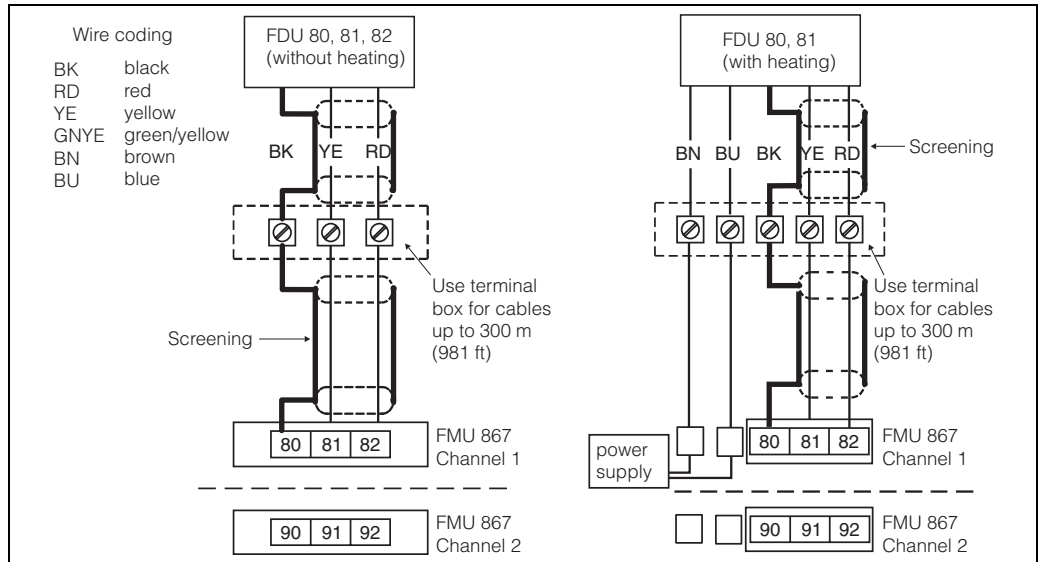 Wire coding
BK black
RD red
YE yellow
GNYE green/yellow
BN brown
BU blue
FDU 80, 81, 82
(without heating)
BK YE RD
Use terminal
box for cables
up to 300 m
(981 ft)
Screening
80 81 82
FMU 867
Channel 1
90 91 92
FMU 867
Channel 2
FDU 80, 81
(with heating)
BN BU BK YE RD
Screening
Use terminal
box for cables
up to 300 m
(981 ft)
power
supply
80 81 82
FMU 867
Channel 1
90 91 92
FMU 867
Channel 2